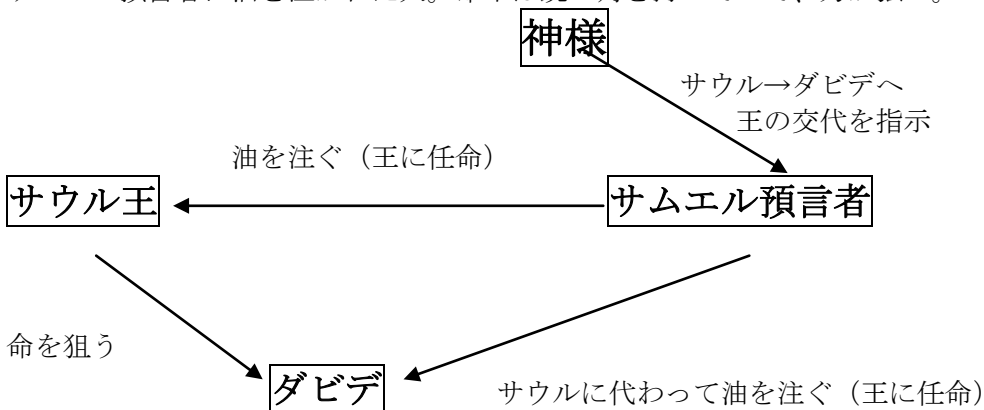 神様
サウル→ダビデへ
王の交代を指示
油を注ぐ（王に任命）
サウル王
サムエル預言者
命を狙う
ダビデ
サウルに代わって油を注ぐ（王に任命）